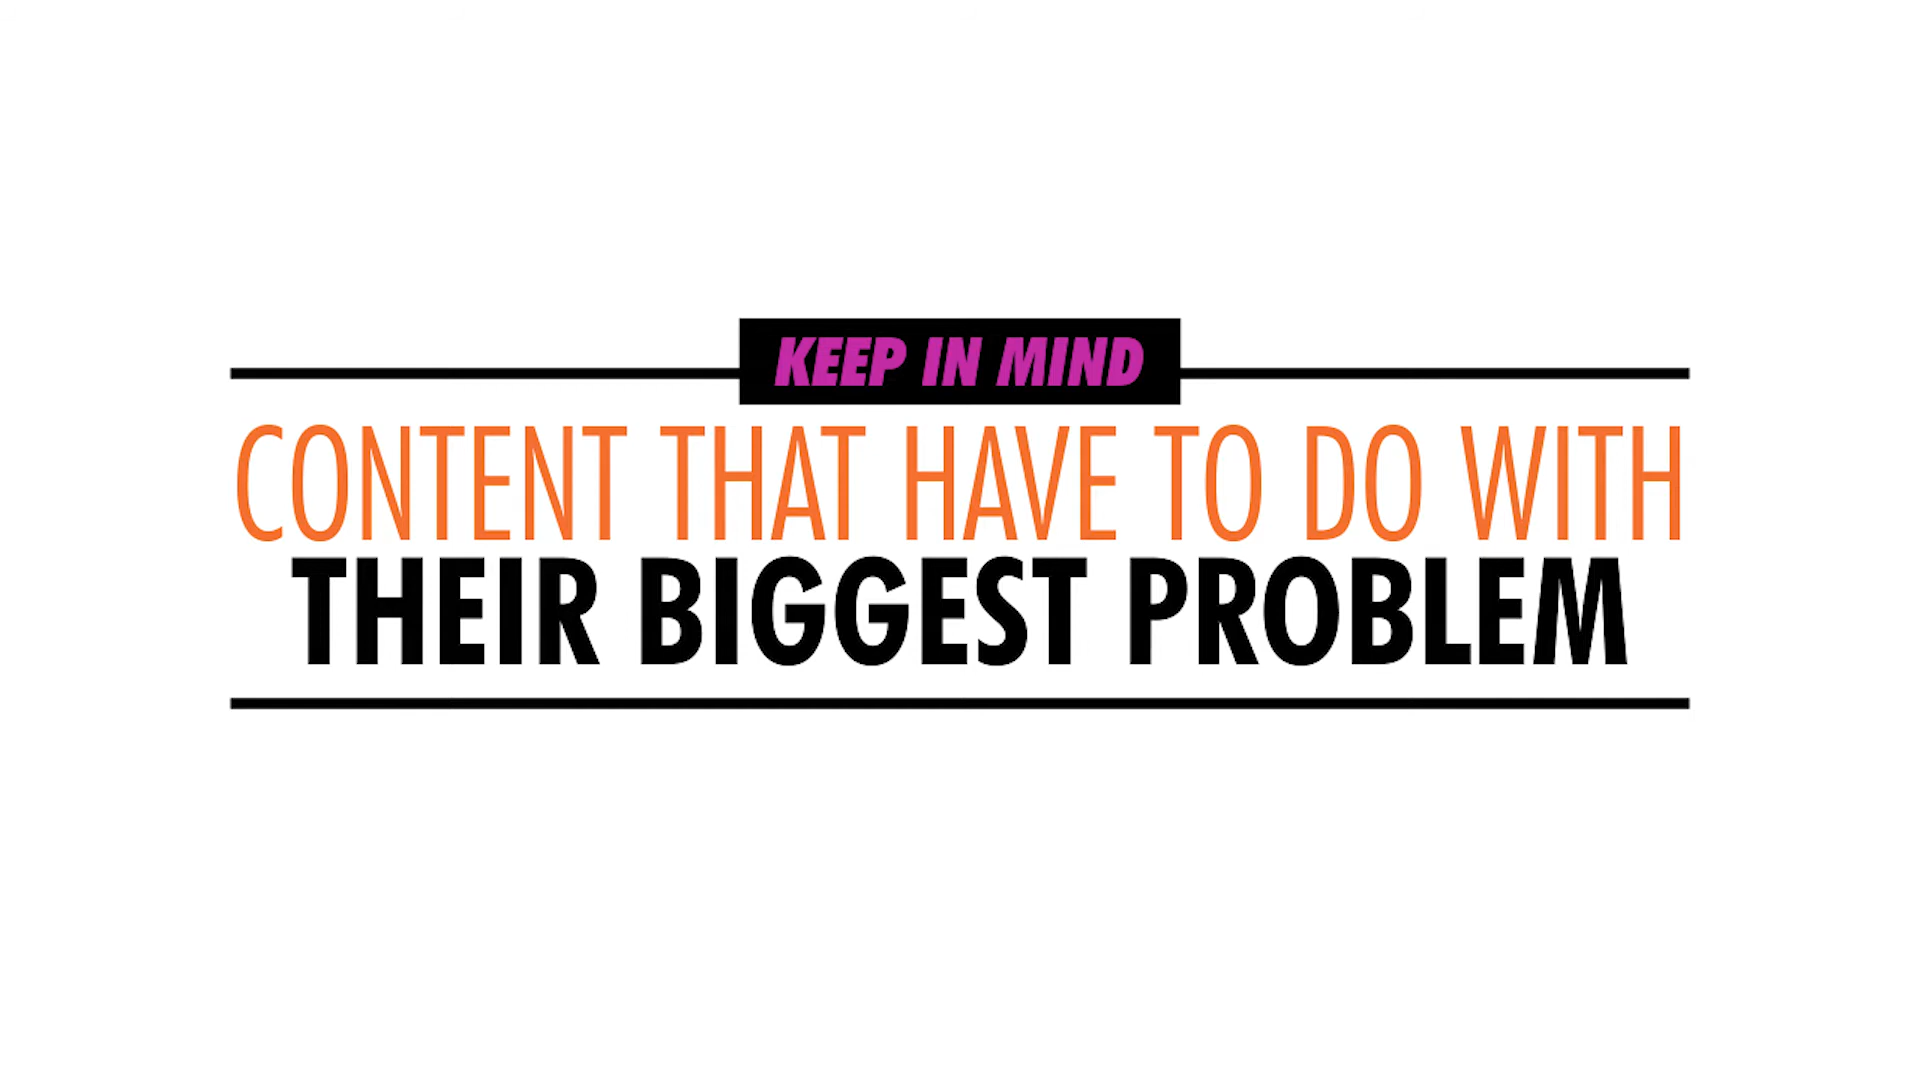 KEEP IN MIND
CONTENT THAT HAVE TO DO WITH
THEIR BIGGEST PROBLEM